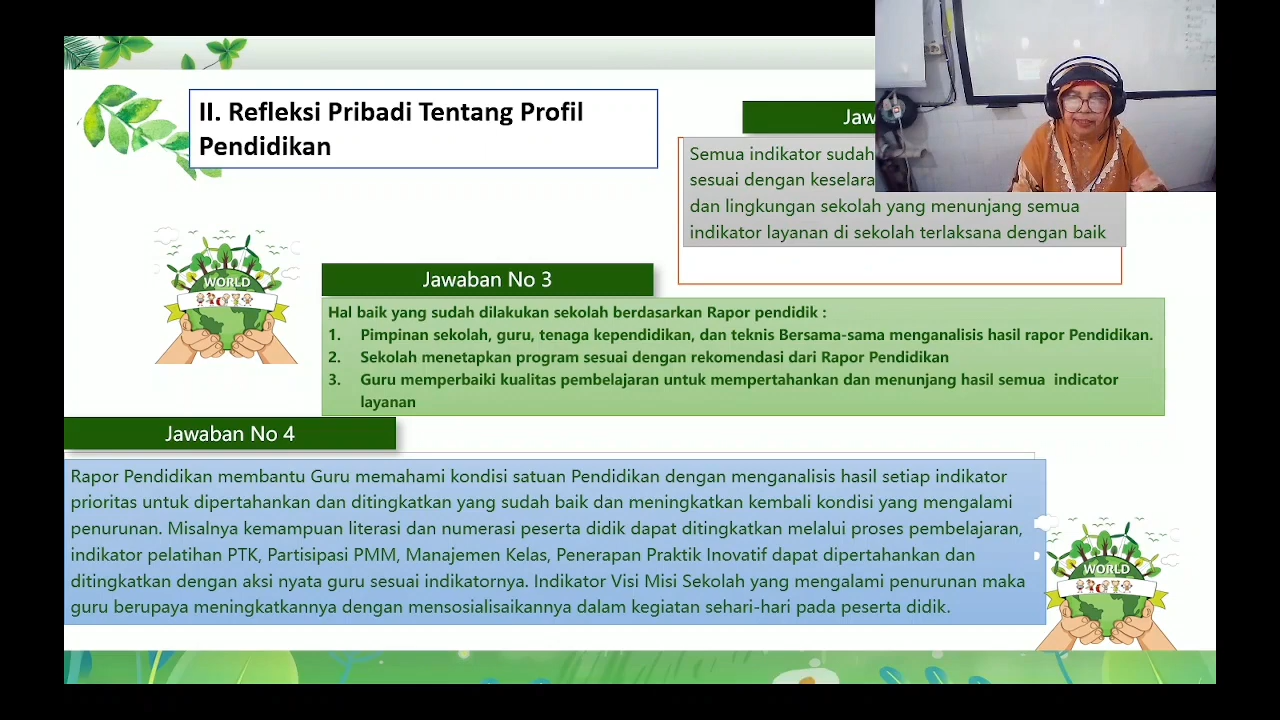 II. Refleksi Pribadi Tentang Profil
Pendidikan
Semua indikator sudah
sesuai dengan
dan lingkungan sekolah yang menunjang semua
indikator layanan di sekolah terlaksana dengan baik
WORLD
Jawaban No 3
Hal baik yang sudah dilakukan sekolah berdasarkan Rapor pendidik :
1. Pimpinan sekolah, guru, tenaga kependidikan, dan teknis Bersama-sama menganalisis hasil rapor Pendidikan.
2. Sekolah menetapkan program sesuai dengan rekomendasi dari Rapor Pendidikan
3. Guru memperbaiki kualitas pembelajaran untuk mempertahankan dan menunjang hasil semua indicator
layanan
Jawaban No 4
Rapor Pendidikan membantu Guru memahami kondisi satuan Pendidikan dengan menganalisis hasil setiap indikator
prioritas untuk dipertahankan dan ditingkatkan yang sudah baik dan meningkatkan kembali kondisi yang mengalami
penurunan. Misalnya kemampuan literasi dan numerasi peserta didik dapat ditingkatkan melalui proses pembelajaran,
indikator pelatihan PTK, Partisipasi PMM, Manajemen Kelas, Penerapan Praktik Inovatif dapat dipertahankan dan
ditingkatkan dengan aksi nyata guru sesuai indikatornya. Indikator Visi Misi Sekolah yang mengalami penurunan maka
guru berupaya meningkatkannya dengan mensosialisaikannya dalam kegiatan sehari-hari pada peserta didik.
WORLD